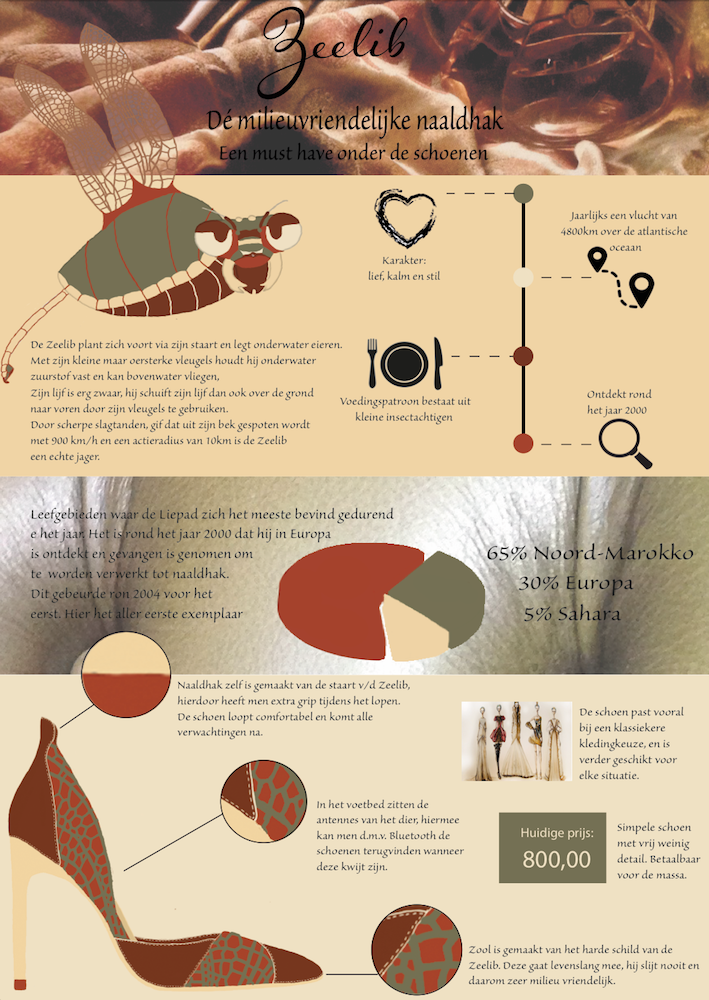 Zeelib
Dé milieuvriendelijke naaldhak
Een must have onder de schoenen
Karakter:
lief, kalm en stil
Jaarlijks een vlucht van
4800km over de atlantische
oceaan
Voedingspatroon bestaat uit
kleine insectachtigen
Ontdekt rond
het jaar 2000
De Zeelib plant zich voort via zijn staart en legt onderwater eieren.
Met zijn kleine maar oersterke vleugels houdt hij onderwater
zuurstof vast en kan bovenwater vliegen,
Zijn lijf is erg zwaar, hij schuift zijn lijf dan ook over de grond
naar voren door zijn vleugels te gebruiken.
Door scherpe slagtanden, gif dat uit zijn bek gespoten wordt
met 900 km/h en een actieradius van 10km is de Zeelib
een echte jager.
Leefgebieden waar de Liepad zich het meeste bevind gedurend
e het jaar. Het is rond het jaar 2000 dat hij in Europa
is ontdekt en gevangen is genomen om
te worden verwerkt tot naaldhak.
Dit gebeurde ron 2004 voor het
eerst. Hier het aller eerste exemplaar
65% Noord-Marokko
30% Europa
5% Sahara
Naaldhak zelf is gemaakt van de staart v/d Zeelib,
hierdoor heeft men extra grip tijdens het lopen.
De schoen loopt comfortabel en komt alle
verwachtingen na.
De schoen past vooral
bij een klassiekere
kledingkeuze, en is
verder geschikt voor
elke situatie.
In het voetbed zitten de
antennes van het dier, hiermee
kan men d.m.v. Bluetooth de
schoenen terugvinden wanneer
deze kwijt zijn.
Huidige prijs:
800,00
Simpele schoen
met vrij weinig
detail. Betaalbaar
voor de massa.
Zool is gemaakt van het harde schild van de
Zeelib. Deze gaat levenslang mee, hij slijt nooit en
daarom zeer milieu vriendelijk.